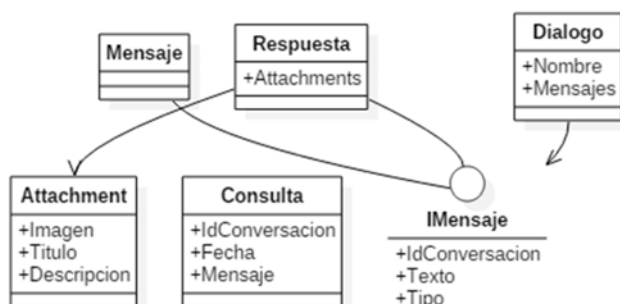 Mensaje
Respuesta
+Attachments
Dialogo
+Nombre
+Mensajes
Attachment
+Imagen
+Titulo
+Descripcion
Consulta
+IdConversacion
+Fecha
+Mensaje
IMensaje
+IdConversacion
+Texto
+Tipo